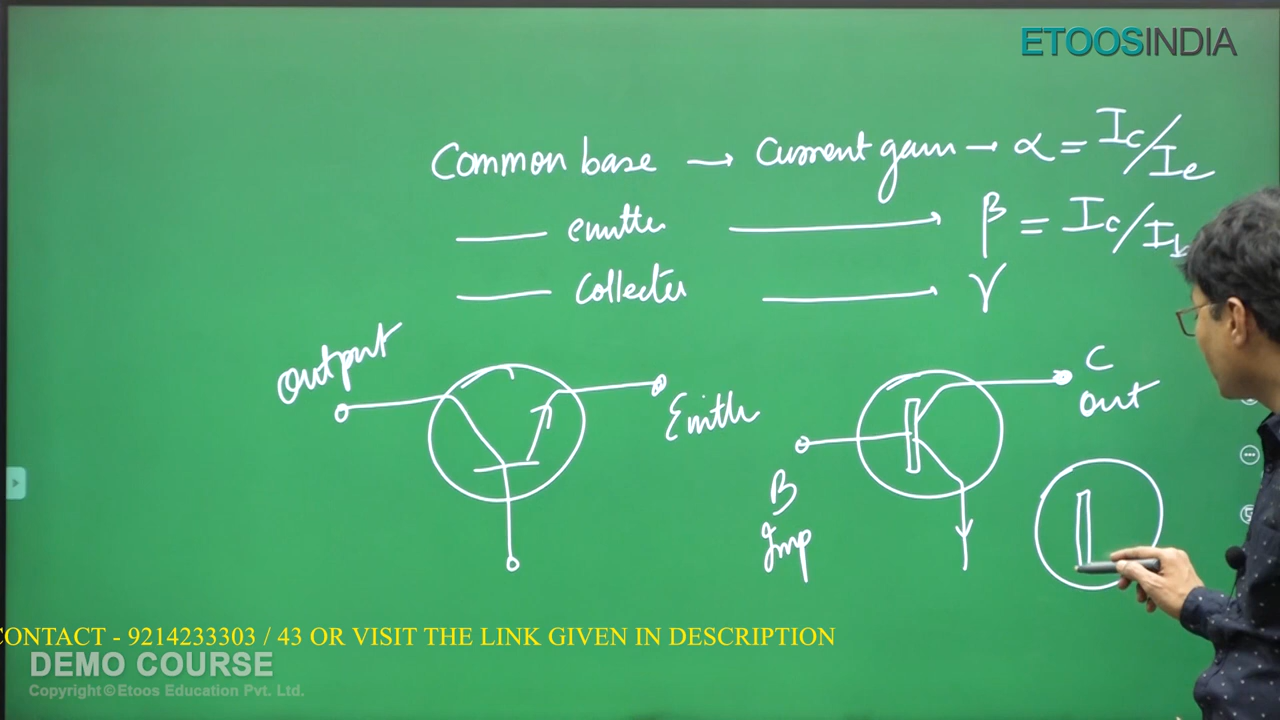 ETOOSINDIA
Common base → Current gain → α = Ic/Ie
—— emitter ——→ β = Ic/Ib
—— Collecter ——→ γ
Output
Emitter
C
Out
B
Inp
CONTACT - 9214233303 / 43 OR VISIT THE LINK GIVEN IN DESCRIPTION
DEMO COURSE
Copyright © Etoos Education Pvt. Ltd.